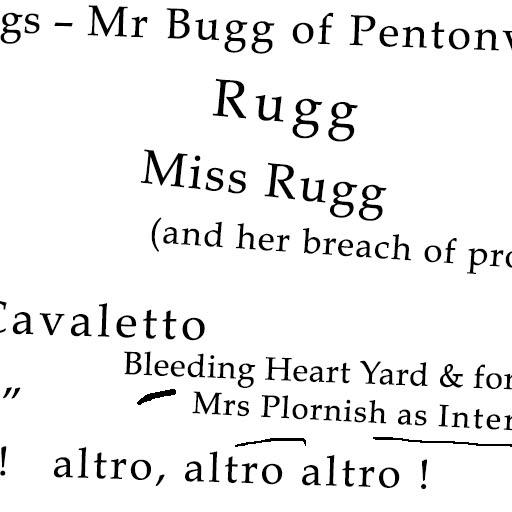 gs – Mr Bugg of Penton
Rugg
Miss Rugg
(and her breach of pro
Cavaletto
Bleeding Heart Yard & for
„ Mrs Plornish as Inter
! altro, altro altro !